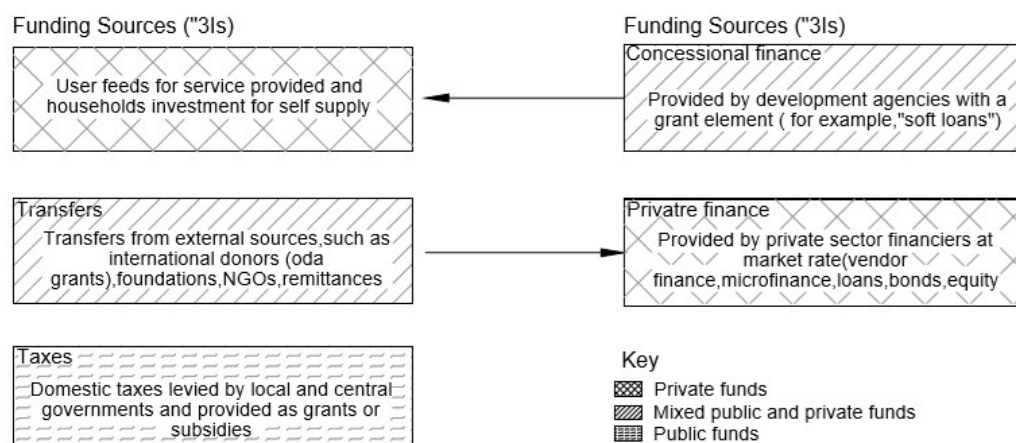 Funding Sources ("3Is)
User feeds for service provided and
households investment for self supply
Transfers
Transfers from external sources,such as
international donors (oda
grants),foundations,NGOs,remittances
Taxes
Domestic taxes levied by local and central
governments and provided as grants or
subsidies
Funding Sources ("3Is)
Concessional finance
Provided by development agencies with a
grant element ( for example,"soft loans")
Privatre finance
Provided by private sector financiers at
market rate(vendor
finance,microfinance,loans,bonds,equity
Key
Private funds
Mixed public and private funds
Public funds